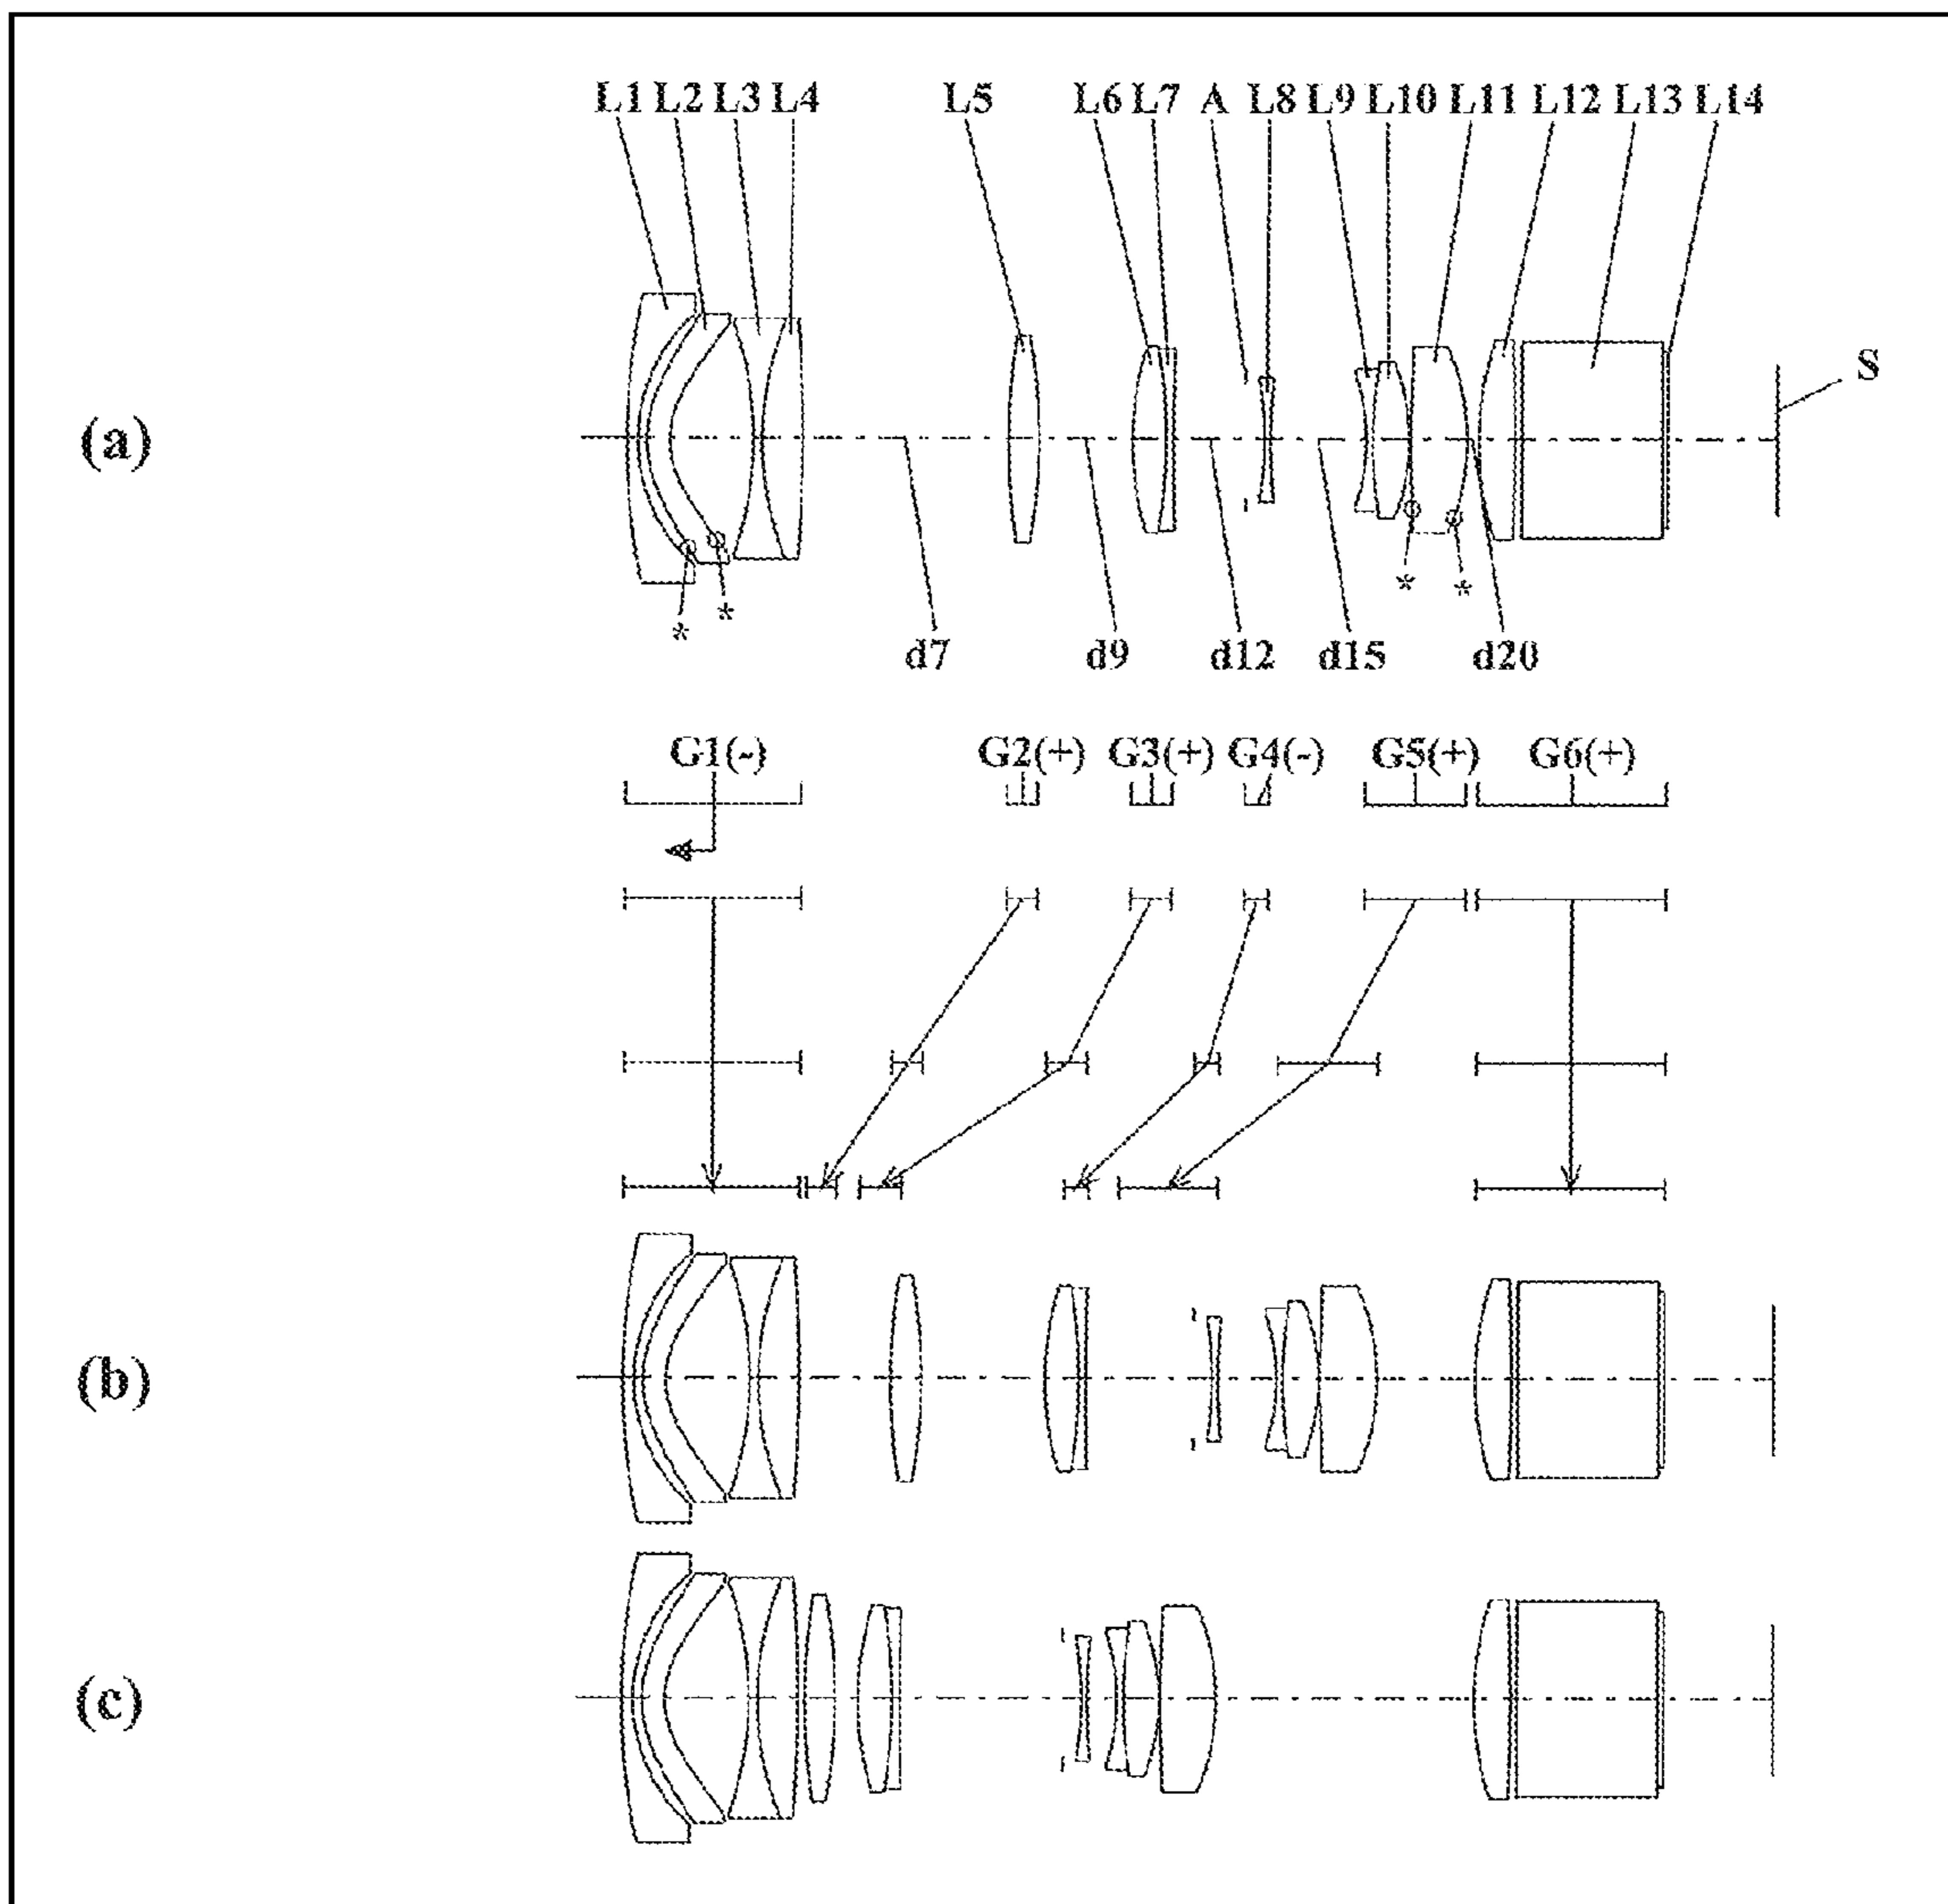 L1 L2 L3 L4 L5 L6 L7 A L8 L9 L10 L11 L12 L13 L14
S
(a)
* * * *
d7 d9 d12 d15 d20
G1(-) G2(+) G3(+) G4(-) G5(+) G6(+)
(b)
(c)